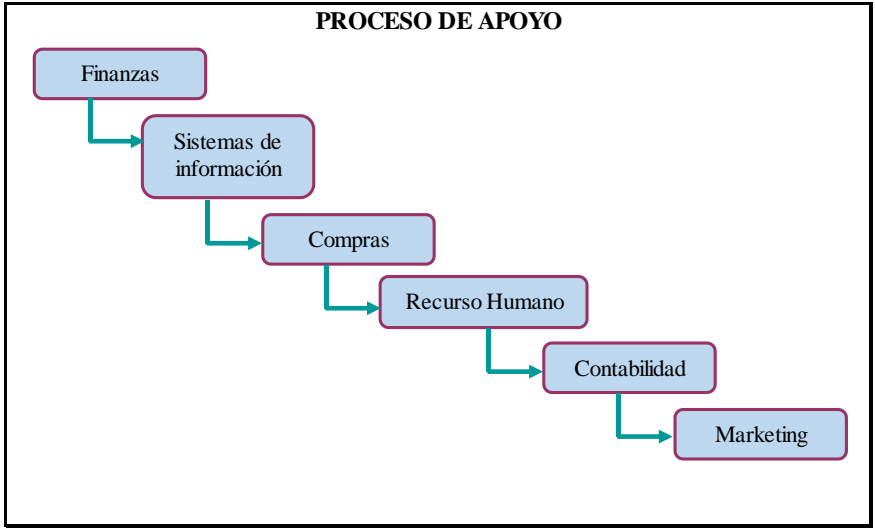 PROCESO DE APOYO
Finanzas
Sistemas de
información
Compras
Recurso Humano
Contabilidad
Marketing